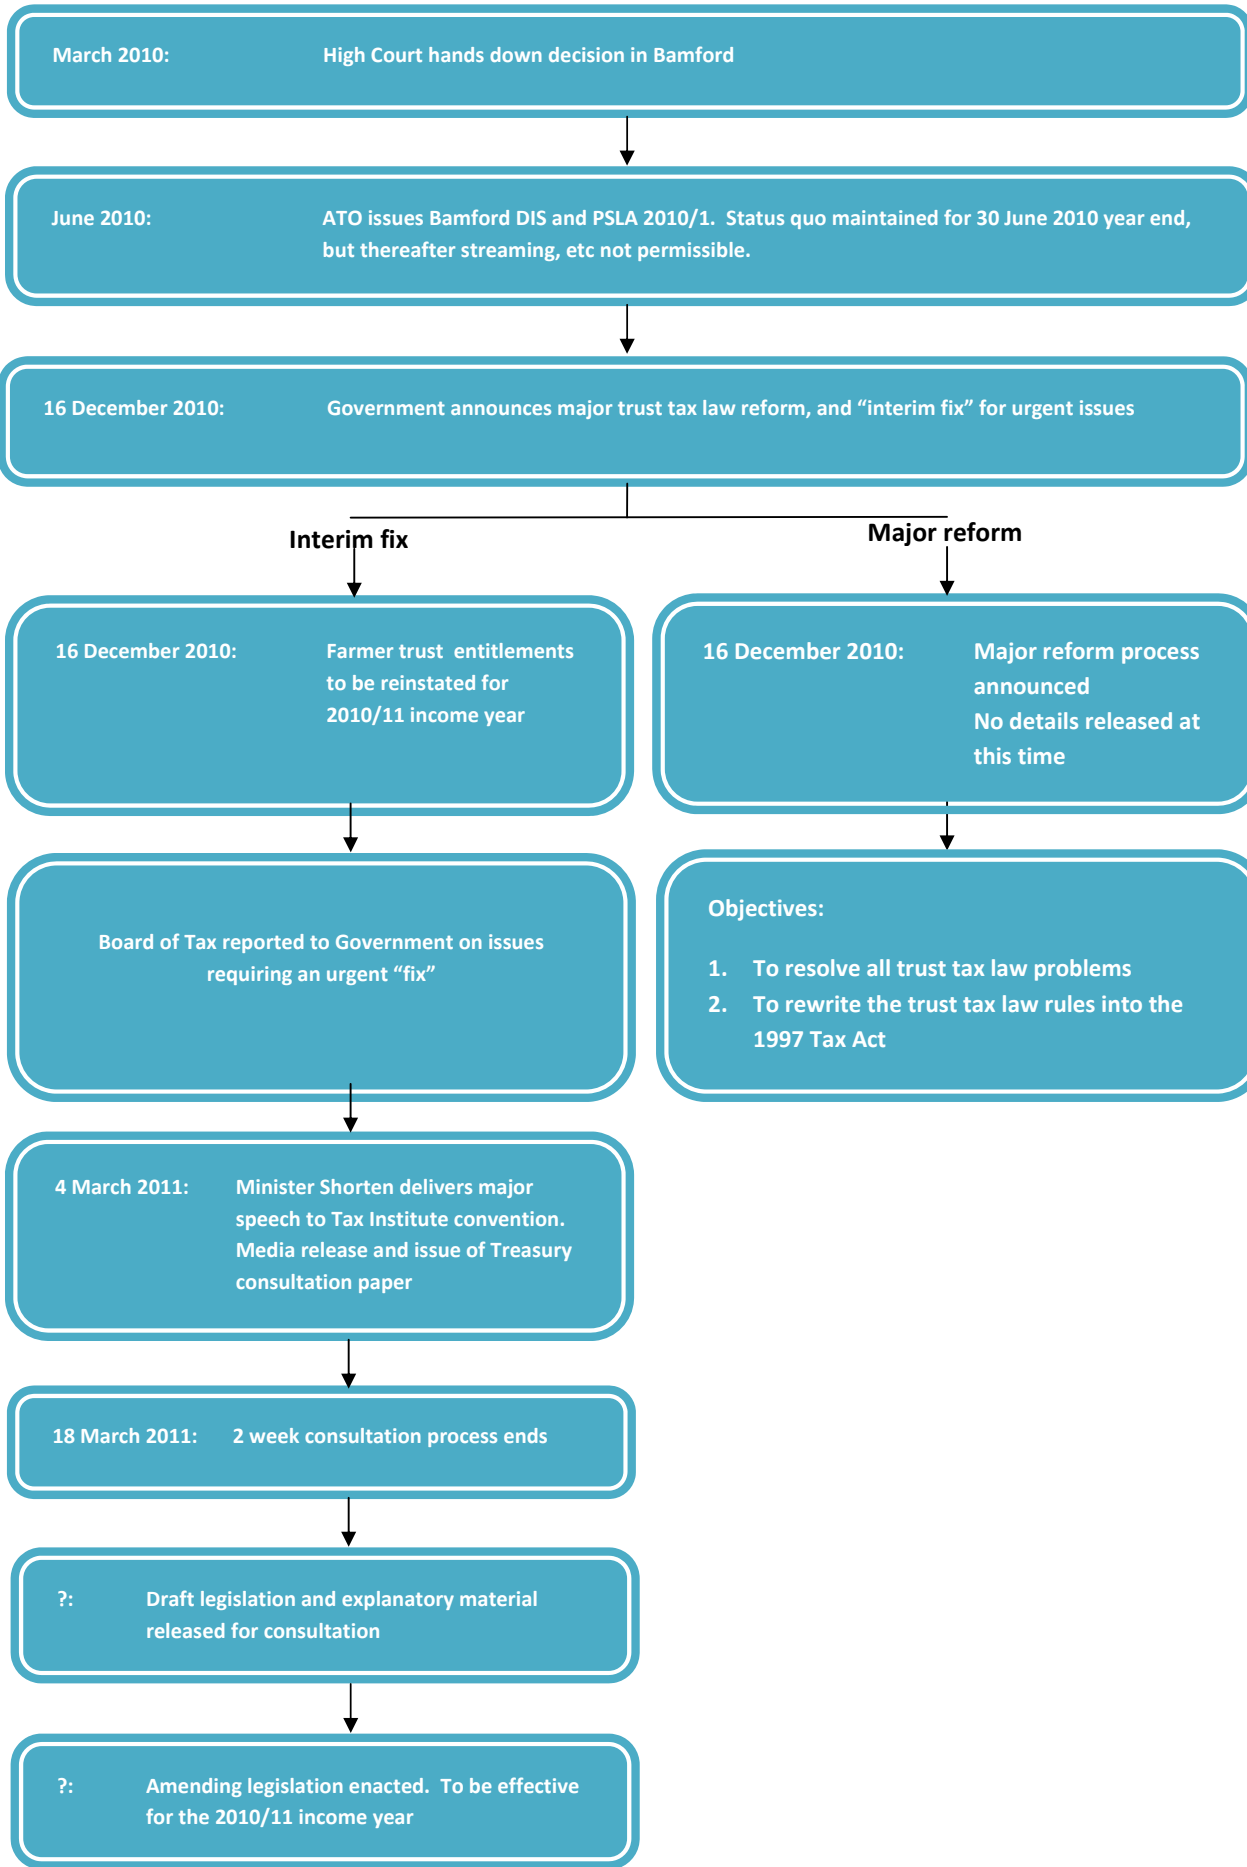 March 2010: High Court hands down decision in Bamford
June 2010: ATO issues Bamford DIS and PSLA 2010/1. Status quo maintained for 30 June 2010 year end,
but thereafter streaming, etc not permissible.
16 December 2010: Government announces major trust tax law reform, and “interim fix” for urgent issues
Interim fix
Major reform
16 December 2010: Farmer trust entitlements
to be reinstated for
2010/11 income year
16 December 2010: Major reform process
announced
No details released at
this time
Board of Tax reported to Government on issues
requiring an urgent “fix”
Objectives:
1. To resolve all trust tax law problems
2. To rewrite the trust tax law rules into the
1997 Tax Act
4 March 2011: Minister Shorten delivers major
speech to Tax Institute convention.
Media release and issue of Treasury
consultation paper
18 March 2011: 2 week consultation process ends
?: Draft legislation and explanatory material
released for consultation
?: Amending legislation enacted. To be effective
for the 2010/11 income year